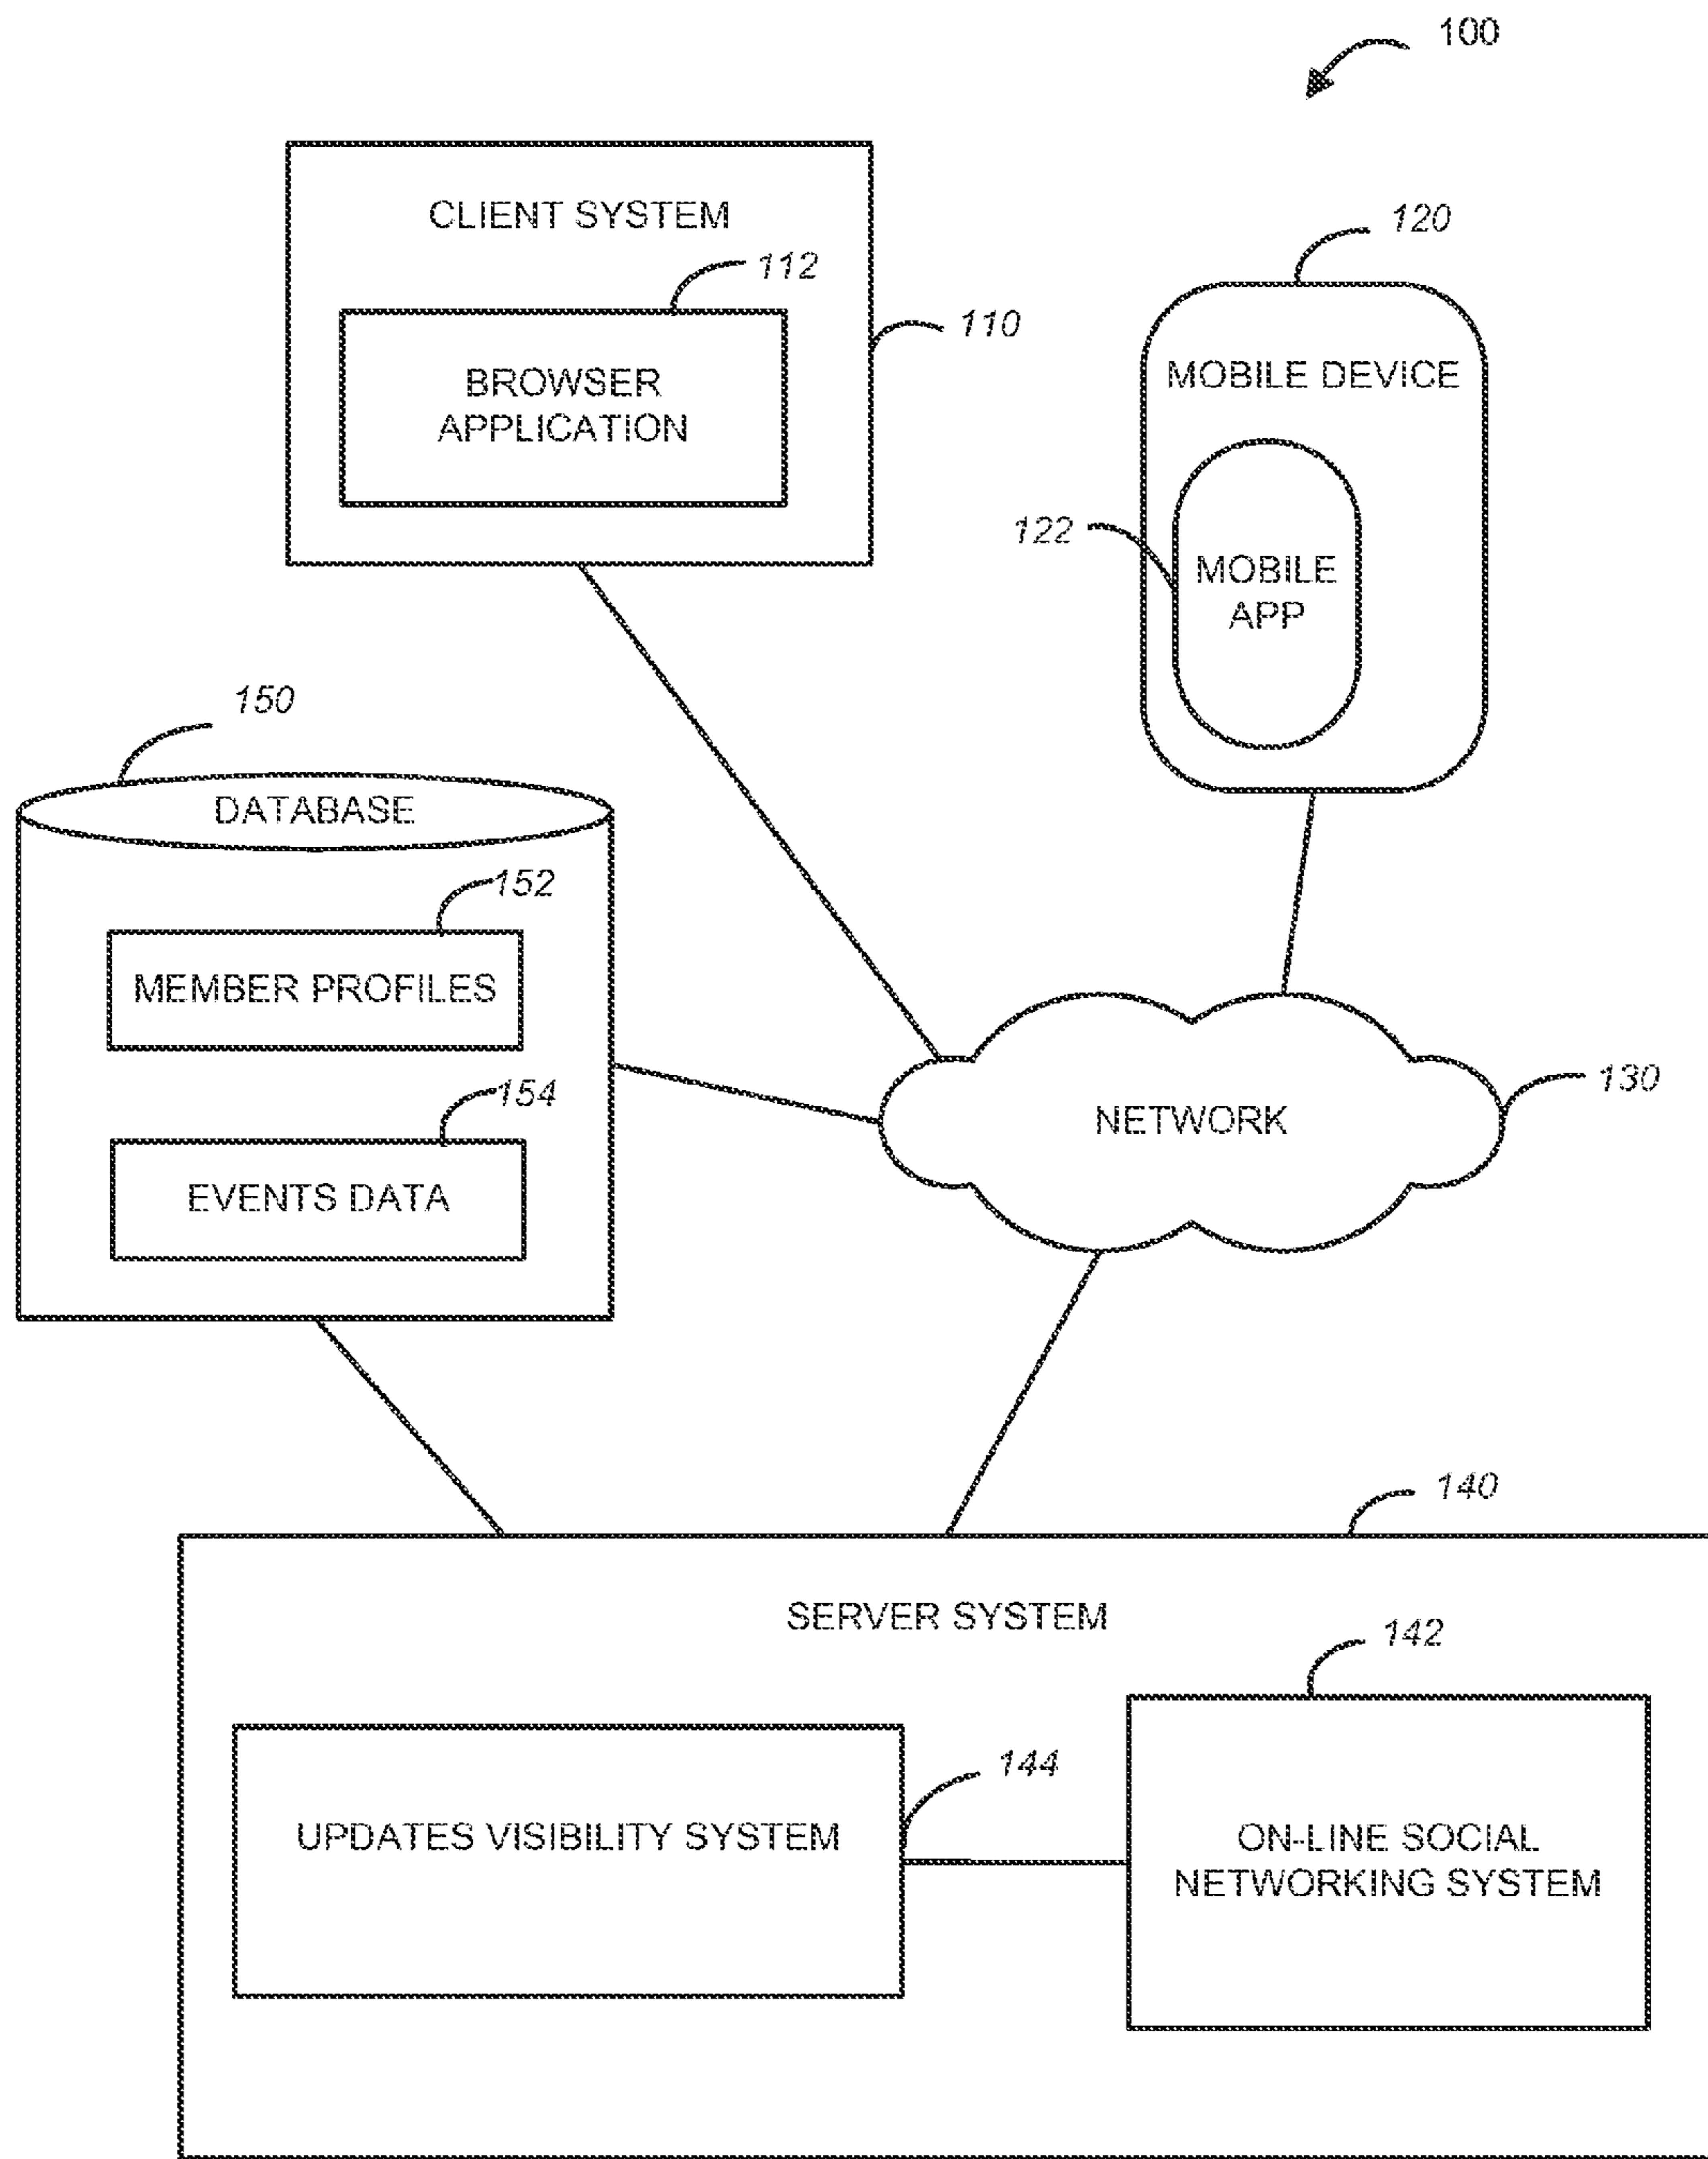 100
CLIENT SYSTEM
112
BROWSER
APPLICATION
110
120
MOBILE DEVICE
122
MOBILE
APP
150
DATABASE
152
MEMBER PROFILES
154
EVENTS DATA
NETWORK
130
140
SERVER SYSTEM
142
144
UPDATES VISIBILITY SYSTEM
ON-LINE SOCIAL
NETWORKING SYSTEM